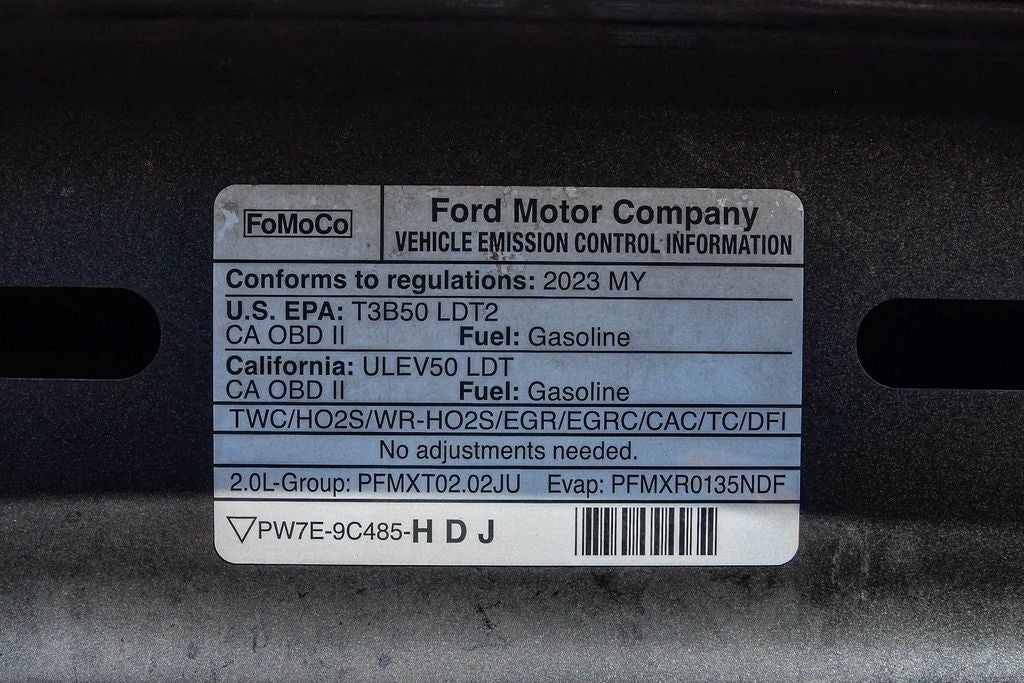 FoMoCo
Ford Motor Company
VEHICLE EMISSION CONTROL INFORMATION
Conforms to regulations: 2023 MY
U.S. EPA: T3B50 LDT2
CA OBD II Fuel: Gasoline
California: ULEV50 LDT
CA OBD II Fuel: Gasoline
TWC/HO2S/WR-HO2S/EGR/EGRC/CAC/TC/DFI
No adjustments needed.
2.0L-Group: PFMXT02.02JU Evap: PFMXR0135NDF
PW7E-9C485-H D J